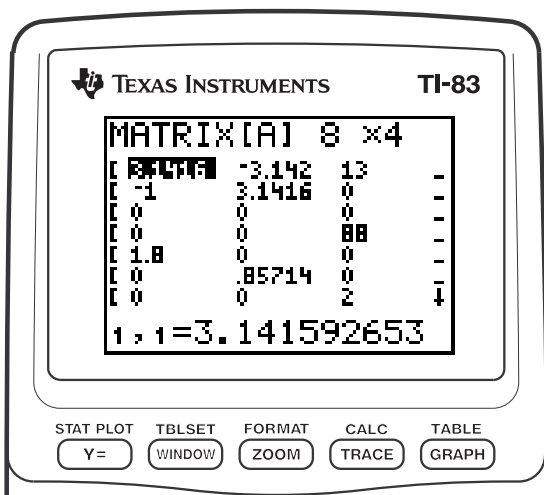 TEXAS INSTRUMENTS TI-83
MATRIX[A] 8 ×4
[ 3.1416 -3.142 13
[ -1 3.1416 0
[ 0 0 0
[ 0 0 88
[ 1.8 0 0
[ 0 .85714 0
[ 0 0 2 ↓
1,1=3.141592653
STAT PLOT TBLSET FORMAT CALC TABLE
Y= WINDOW ZOOM TRACE GRAPH